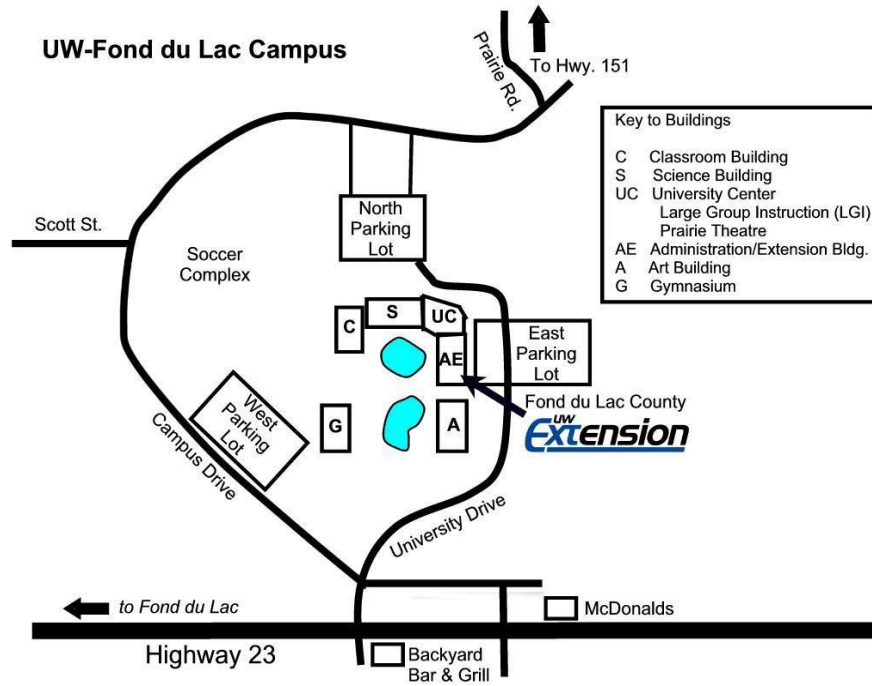 UW-Fond du Lac Campus
Prairie Rd.
To Hwy. 151
Key to Buildings
C Classroom Building
S Science Building
UC University Center
Large Group Instruction (LGI)
Prairie Theatre
AE Administration/Extension Bldg.
A Art Building
G Gymnasium
Scott St.
North
Parking
Lot
Soccer
Complex
S
UC
C
AE
East
Parking
Lot
Fond du Lac County
UW
Extension
West
Parking
Lot
G
A
Campus Drive
University Drive
to Fond du Lac
McDonalds
Highway 23
Backyard
Bar & Grill